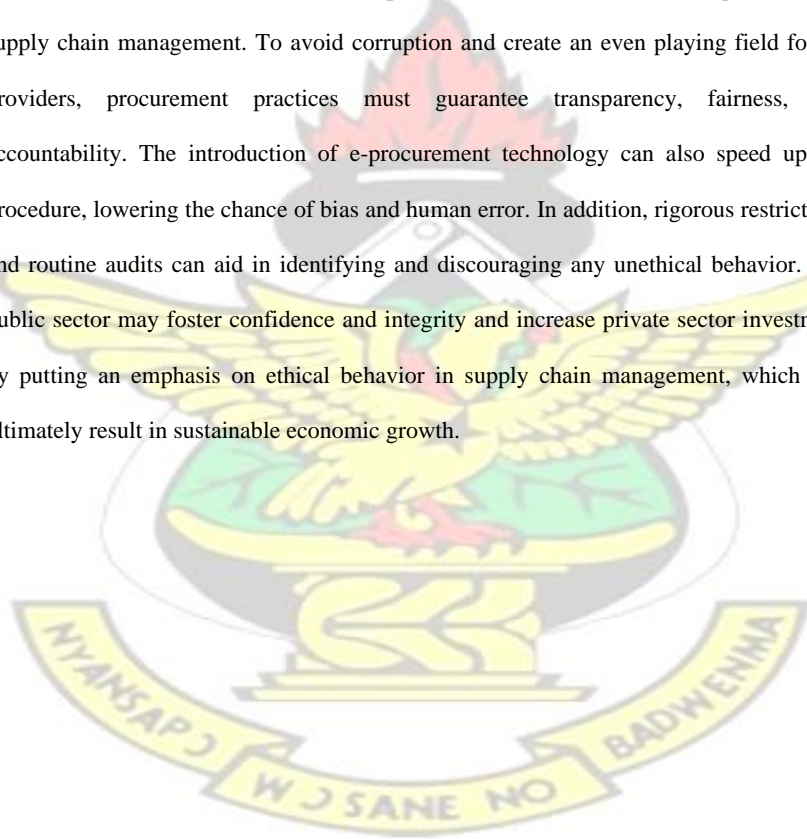 upply chain management. To avoid corruption and create an even playing field fo
roviders, procurement practices must guarantee transparency, fairness,
ccountability. The introduction of e-procurement technology can also speed up
rocedure, lowering the chance of bias and human error. In addition, rigorous restrict
nd routine audits can aid in identifying and discouraging any unethical behavior.
ublic sector may foster confidence and integrity and increase private sector investm
y putting an emphasis on ethical behavior in supply chain management, which
ltimately result in sustainable economic growth.
NYANSAPƆ WƆSANE NO BADWENMA